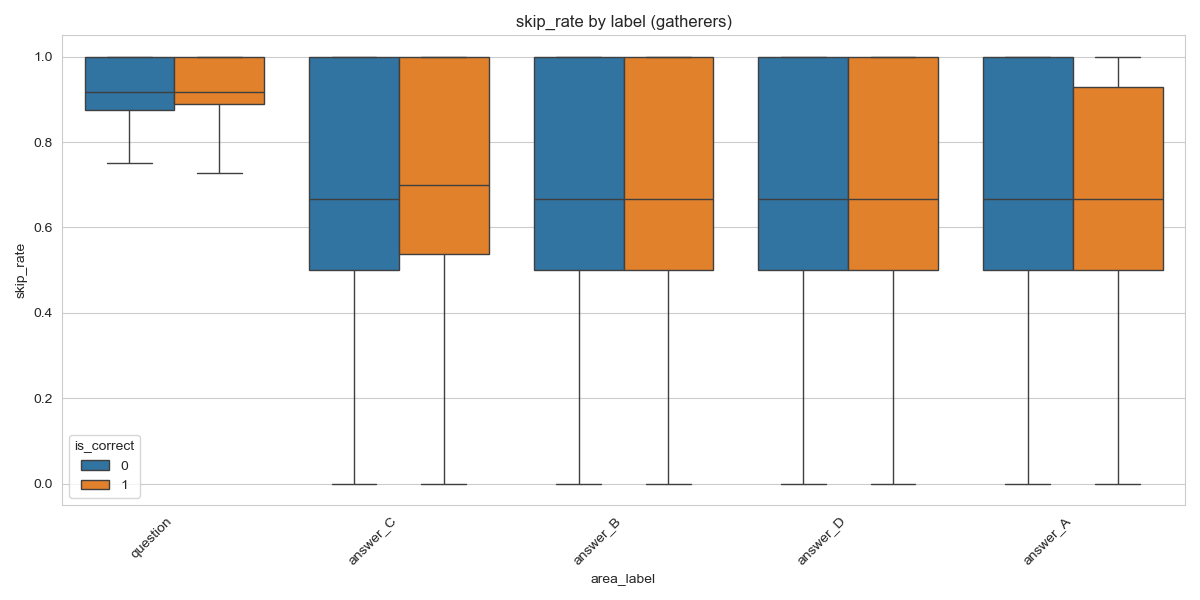 skip_rate by label (gatherers)
1.0
0.8
0.6
0.4
0.2
0.0
skip_rate
is_correct
0
1
question
answer_C
answer_B
answer_D
answer_A
area_label